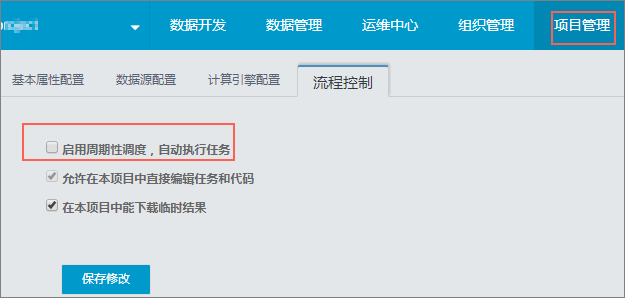 数据开发 数据管理 运维中心 组织管理 项目管理
基本属性配置 数据源配置 计算引擎配置 流程控制
启用周期性调度，自动执行任务
允许在本项目中直接编辑任务和代码
在本项目中能下载临时结果
保存修改